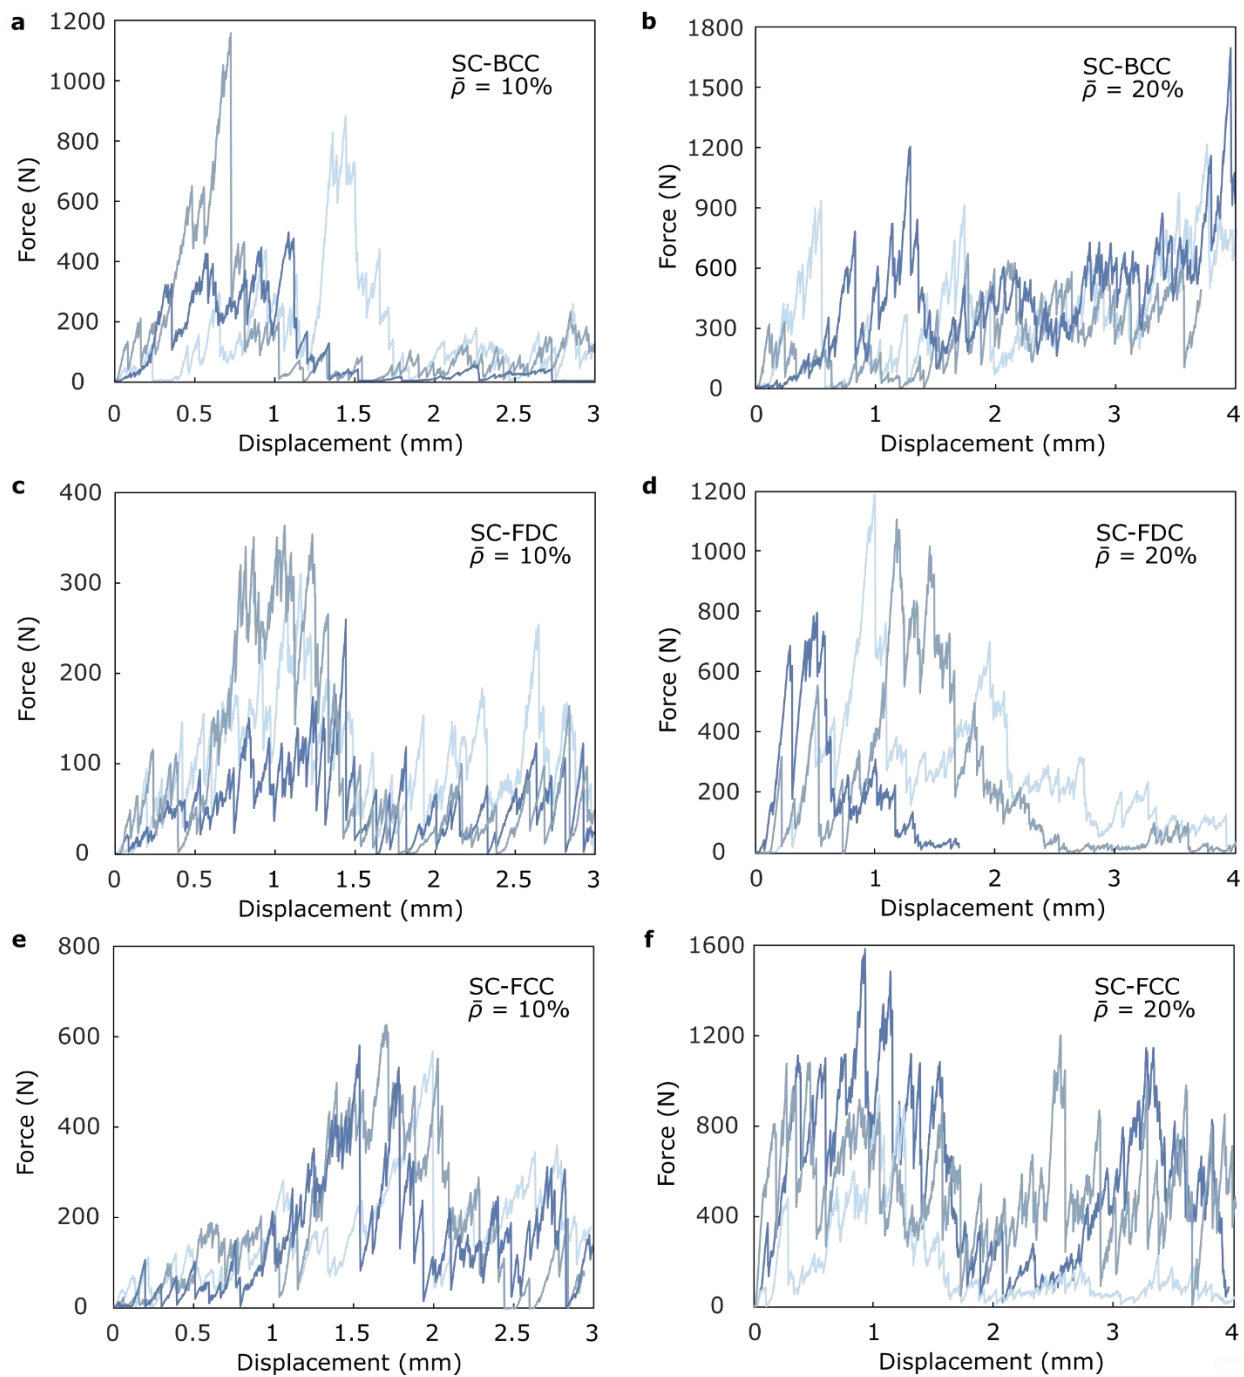 a
1200
1000
800
600
400
200
0
Force (N)
SC-BCC
ρ̄ = 10%
0 0.5 1 1.5 2 2.5 3
Displacement (mm)
b
1800
1500
1200
900
600
300
0
Force (N)
SC-BCC
ρ̄ = 20%
0 1 2 3 4
Displacement (mm)
c
400
300
200
100
0
Force (N)
SC-FDC
ρ̄ = 10%
0 0.5 1 1.5 2 2.5 3
Displacement (mm)
d
1200
1000
800
600
400
200
0
Force (N)
SC-FDC
ρ̄ = 20%
0 1 2 3 4
Displacement (mm)
e
800
600
400
200
0
Force (N)
SC-FCC
ρ̄ = 10%
0 0.5 1 1.5 2 2.5 3
Displacement (mm)
f
1600
1200
800
400
0
Force (N)
SC-FCC
ρ̄ = 20%
0 1 2 3 4
Displacement (mm)